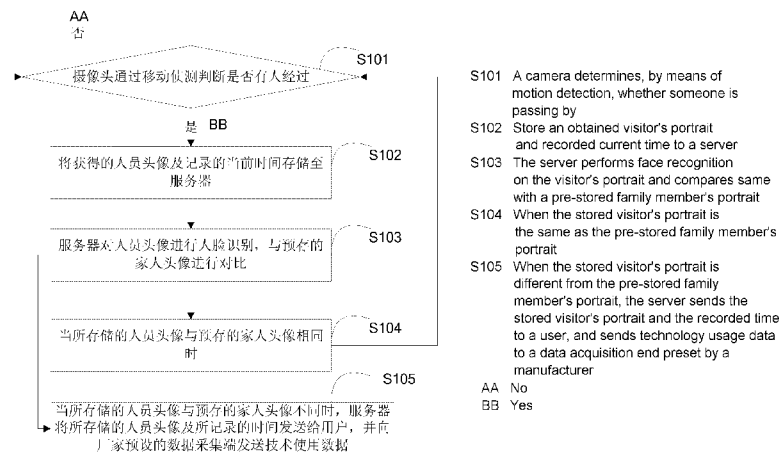 AA
否
摄像头通过移动侦测判断是否有人经过
S101
是 BB
S102
将获得的人员头像及记录的当前时间存储至
服务器
S103
服务器对人员头像进行人脸识别，与预存的
家人头像进行对比
S104
当所存储的人员头像与预存的家人头像相同
时
S105
当所存储的人员头像与预存的家人头像不同时，服务器
将所存储的人员头像及所记录的时间发送给用户，并向
厂家预设的数据采集端发送技术使用数据
S101 A camera determines, by means of
motion detection, whether someone is
passing by
S102 Store an obtained visitor's portrait
and recorded current time to a server
S103 The server performs face recognition
on the visitor's portrait and compares same
with a pre-stored family member's portrait
S104 When the stored visitor's portrait is
the same as the pre-stored family member's
portrait
S105 When the stored visitor's portrait is
different from the pre-stored family
member's portrait, the server sends the
stored visitor's portrait and the recorded time
to a user, and sends technology usage data
to a data acquisition end preset by a
manufacturer
AA No
BB Yes